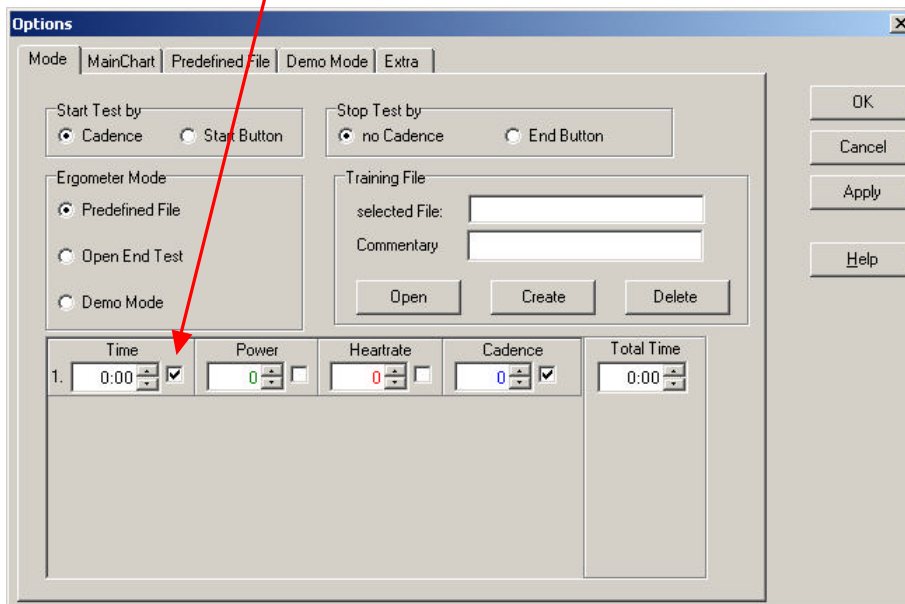 Options
Mode MainChart Predefined File Demo Mode Extra
Start Test by
Cadence Start Button
Stop Test by
no Cadence End Button
OK
Cancel
Apply
Help
Ergometer Mode
Predefined File
Open End Test
Demo Mode
Training File
selected File:
Commentary
Open Create Delete
Time Power Heartrate Cadence Total Time
1. 0:00 0 0 0 0:00